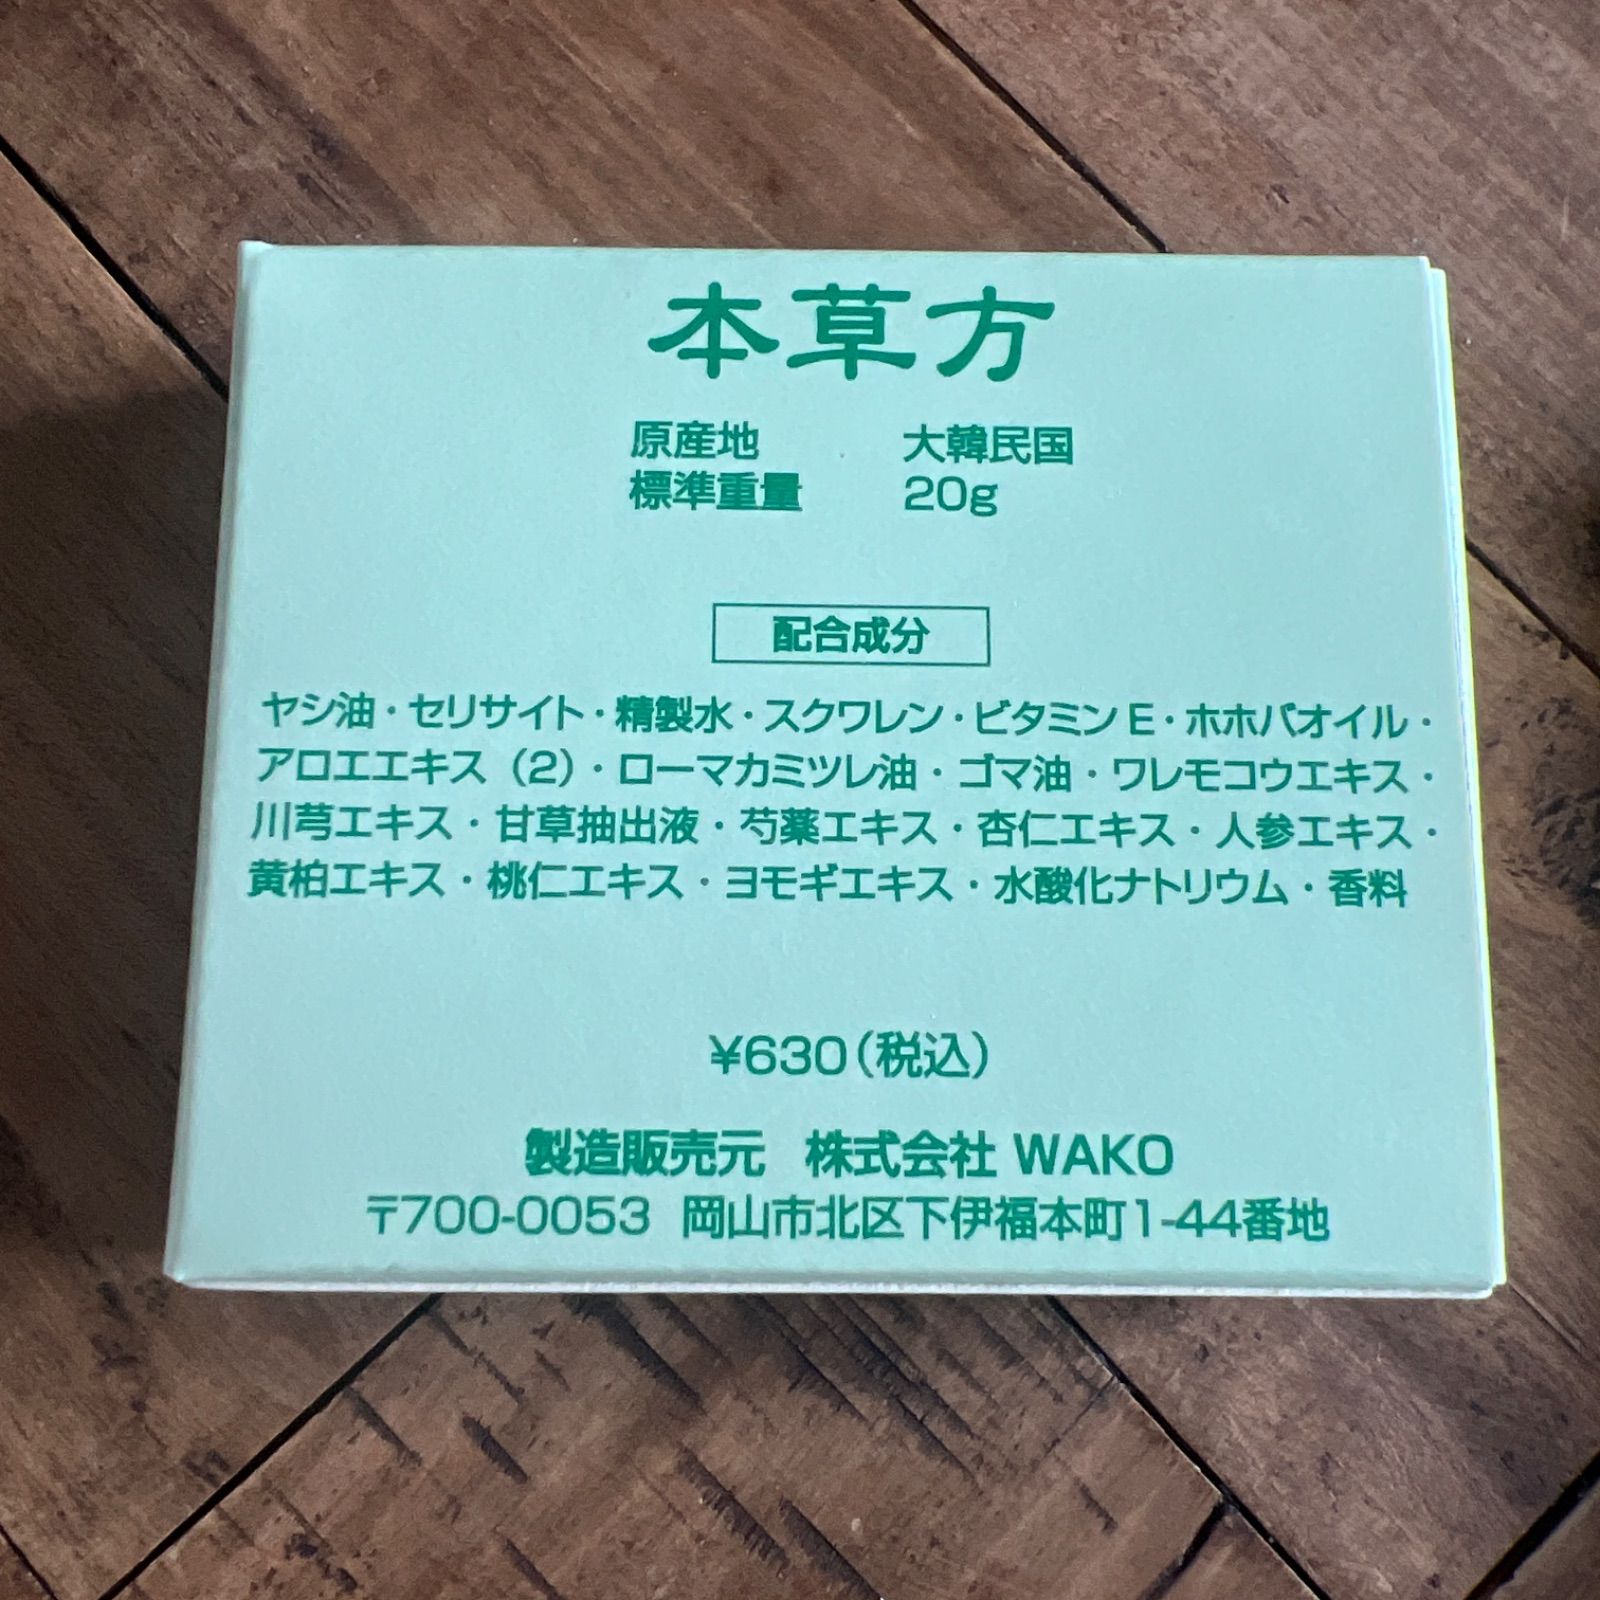 本草方
原産地 大韓民国
標準重量 20g
配合成分
ヤシ油・セリサイト・精製水・スクワレン・ビタミンE・ホホバオイル・
アロエエキス（2）・ローマカミツレ油・ゴマ油・ワレモコウエキス・
川芎エキス・甘草抽出液・芍薬エキス・杏仁エキス・人参エキス・
黄柏エキス・桃仁エキス・ヨモギエキス・水酸化ナトリウム・香料
¥630（税込）
製造販売元 株式会社 WAKO
〒700-0053 岡山市北区下伊福本町1-44番地